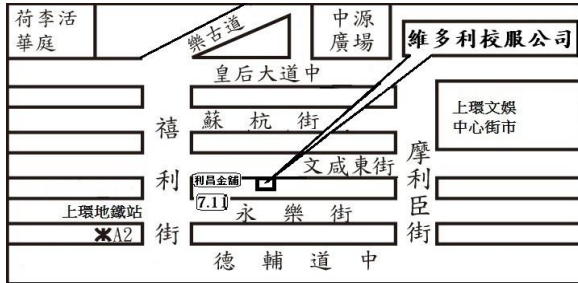 荷李活
華庭
樂古道
中源
廣場
維多利校服公司
皇后大道中
蘇杭街
上環文娛
中心街市
禧利街
文咸東街
摩利臣街
利昌金舖
7.11
永樂街
上環地鐵站
A2
德輔道中